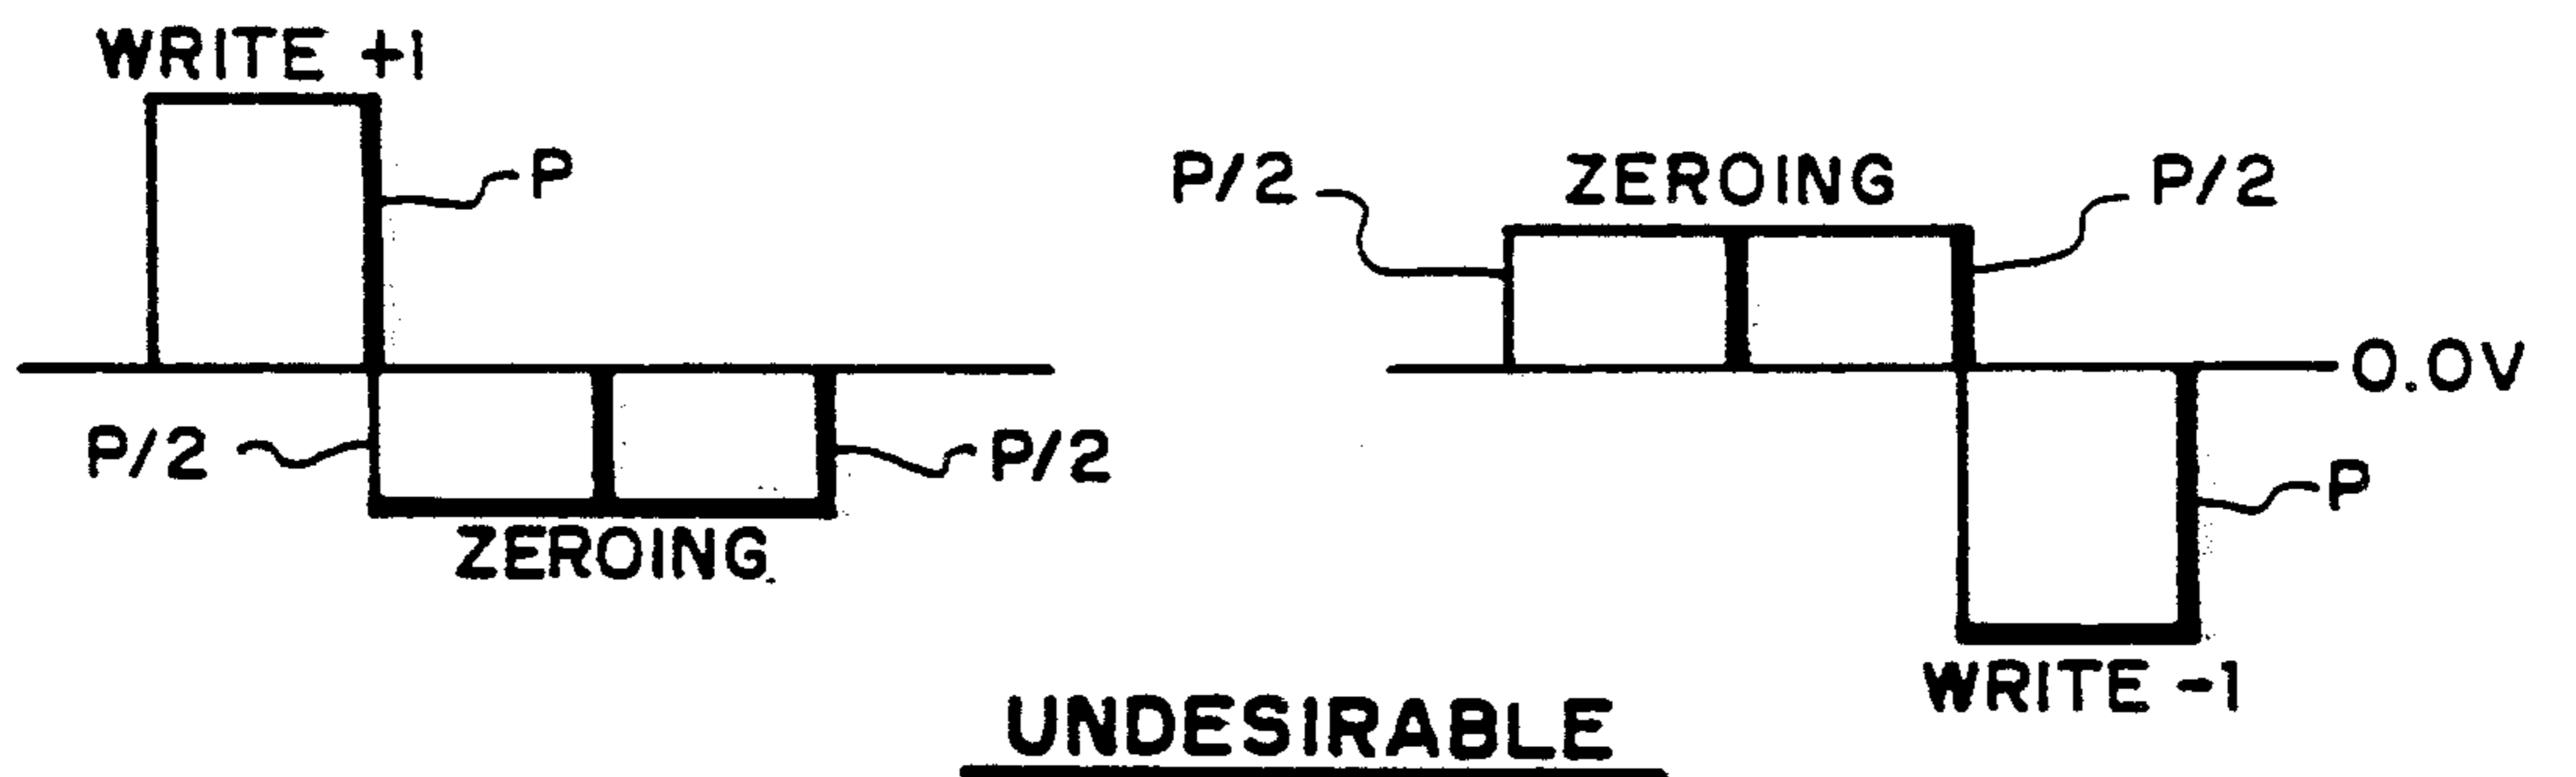 WRITE +1
P
P/2
ZEROING
P/2
P/2
ZEROING
P/2
0.0V
P
WRITE -1
UNDESIRABLE